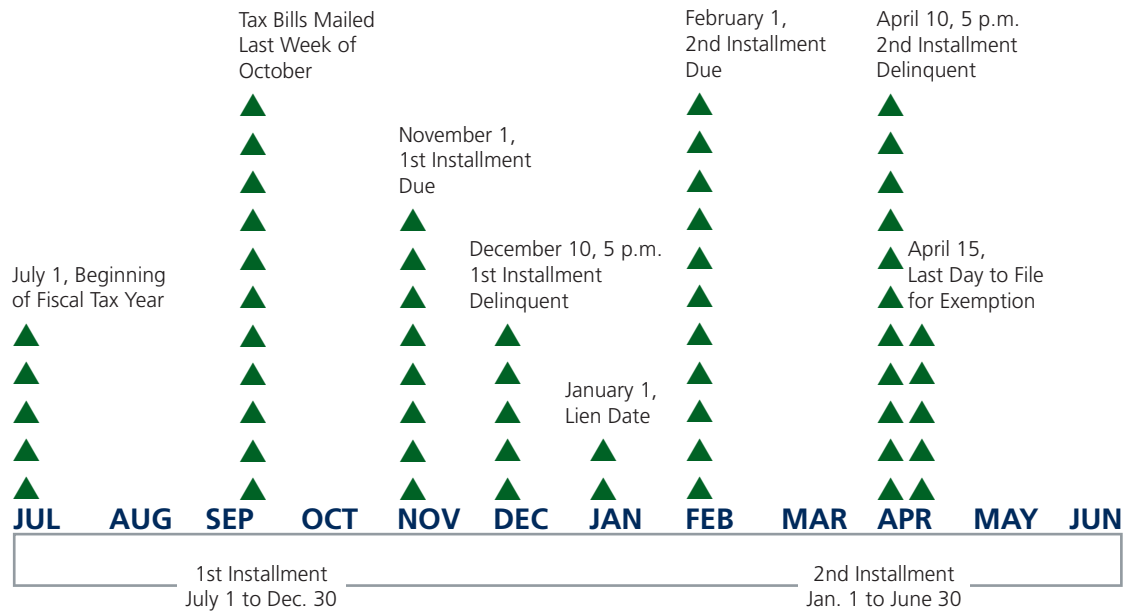 Tax Bills Mailed
Last Week of
October
February 1,
2nd Installment
Due
April 10, 5 p.m.
2nd Installment
Delinquent
November 1,
1st Installment
Due
December 10, 5 p.m.
1st Installment
Delinquent
April 15,
Last Day to File
for Exemption
July 1, Beginning
of Fiscal Tax Year
January 1,
Lien Date
JUL AUG SEP OCT NOV DEC JAN FEB MAR APR MAY JUN
1st Installment
July 1 to Dec. 30
2nd Installment
Jan. 1 to June 30